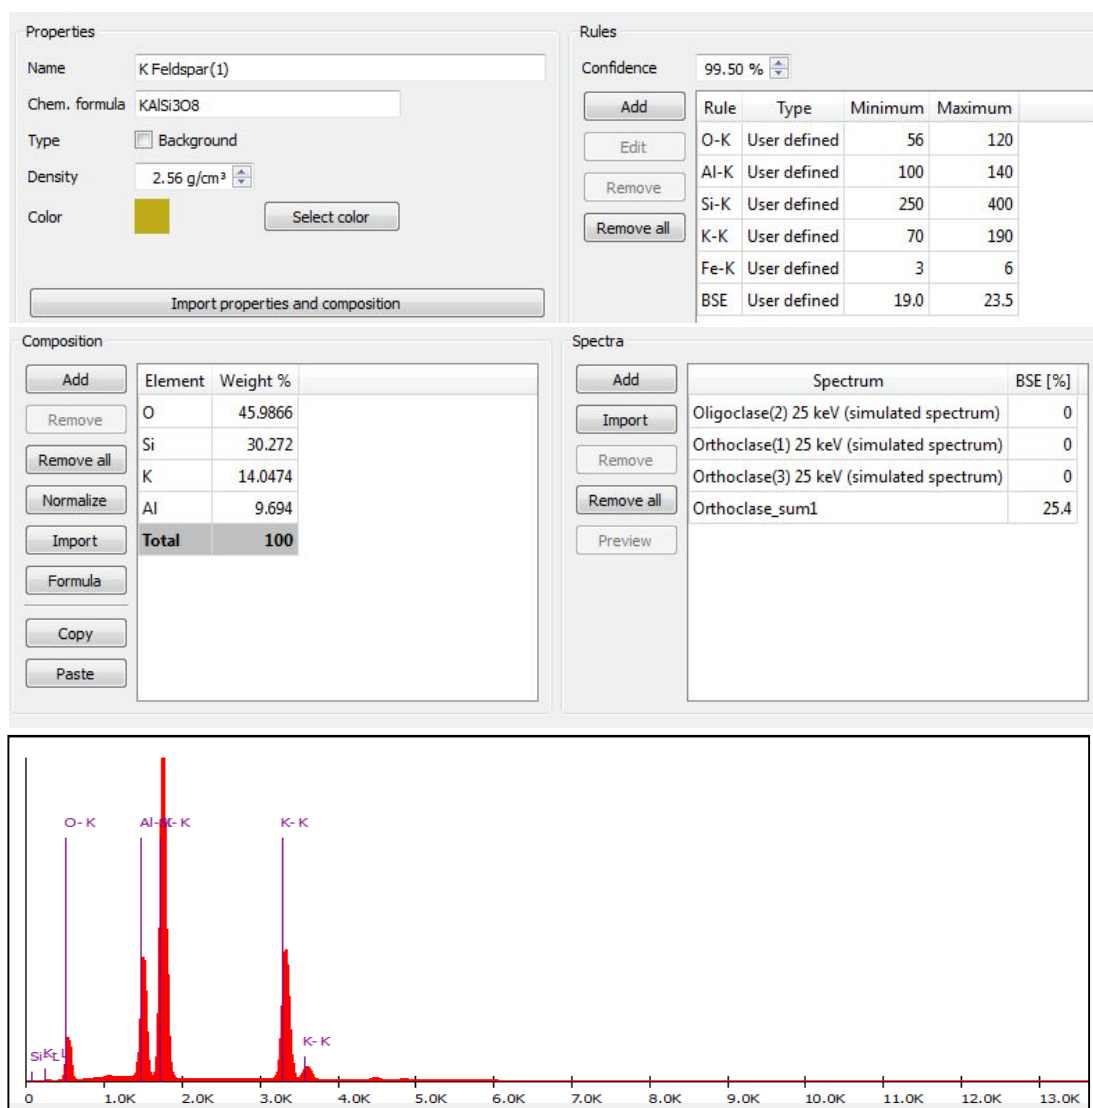 Properties
Name K Feldspar(1)
Chem. formula KAlSi3O8
Type Background
Density 2.56 g/cm³
Color Select color
Import properties and composition
Rules
Confidence 99.50 %
Add
Edit
Remove
Remove all
Rule Type Minimum Maximum
O-K User defined 56 120
Al-K User defined 100 140
Si-K User defined 250 400
K-K User defined 70 190
Fe-K User defined 3 6
BSE User defined 19.0 23.5
Composition
Add
Remove
Remove all
Normalize
Import
Formula
Copy
Paste
Element Weight %
O 45.9866
Si 30.272
K 14.0474
Al 9.694
Total 100
Spectra
Add
Import
Remove
Remove all
Preview
Spectrum BSE [%]
Oligoclase(2) 25 keV (simulated spectrum) 0
Orthoclase(1) 25 keV (simulated spectrum) 0
Orthoclase(3) 25 keV (simulated spectrum) 0
Orthoclase_sum1 25.4
O-K K-K
K-K
0 1.0K 2.0K 3.0K 4.0K 5.0K 6.0K 7.0K 8.0K 9.0K 10.0K 11.0K 12.0K 13.0K